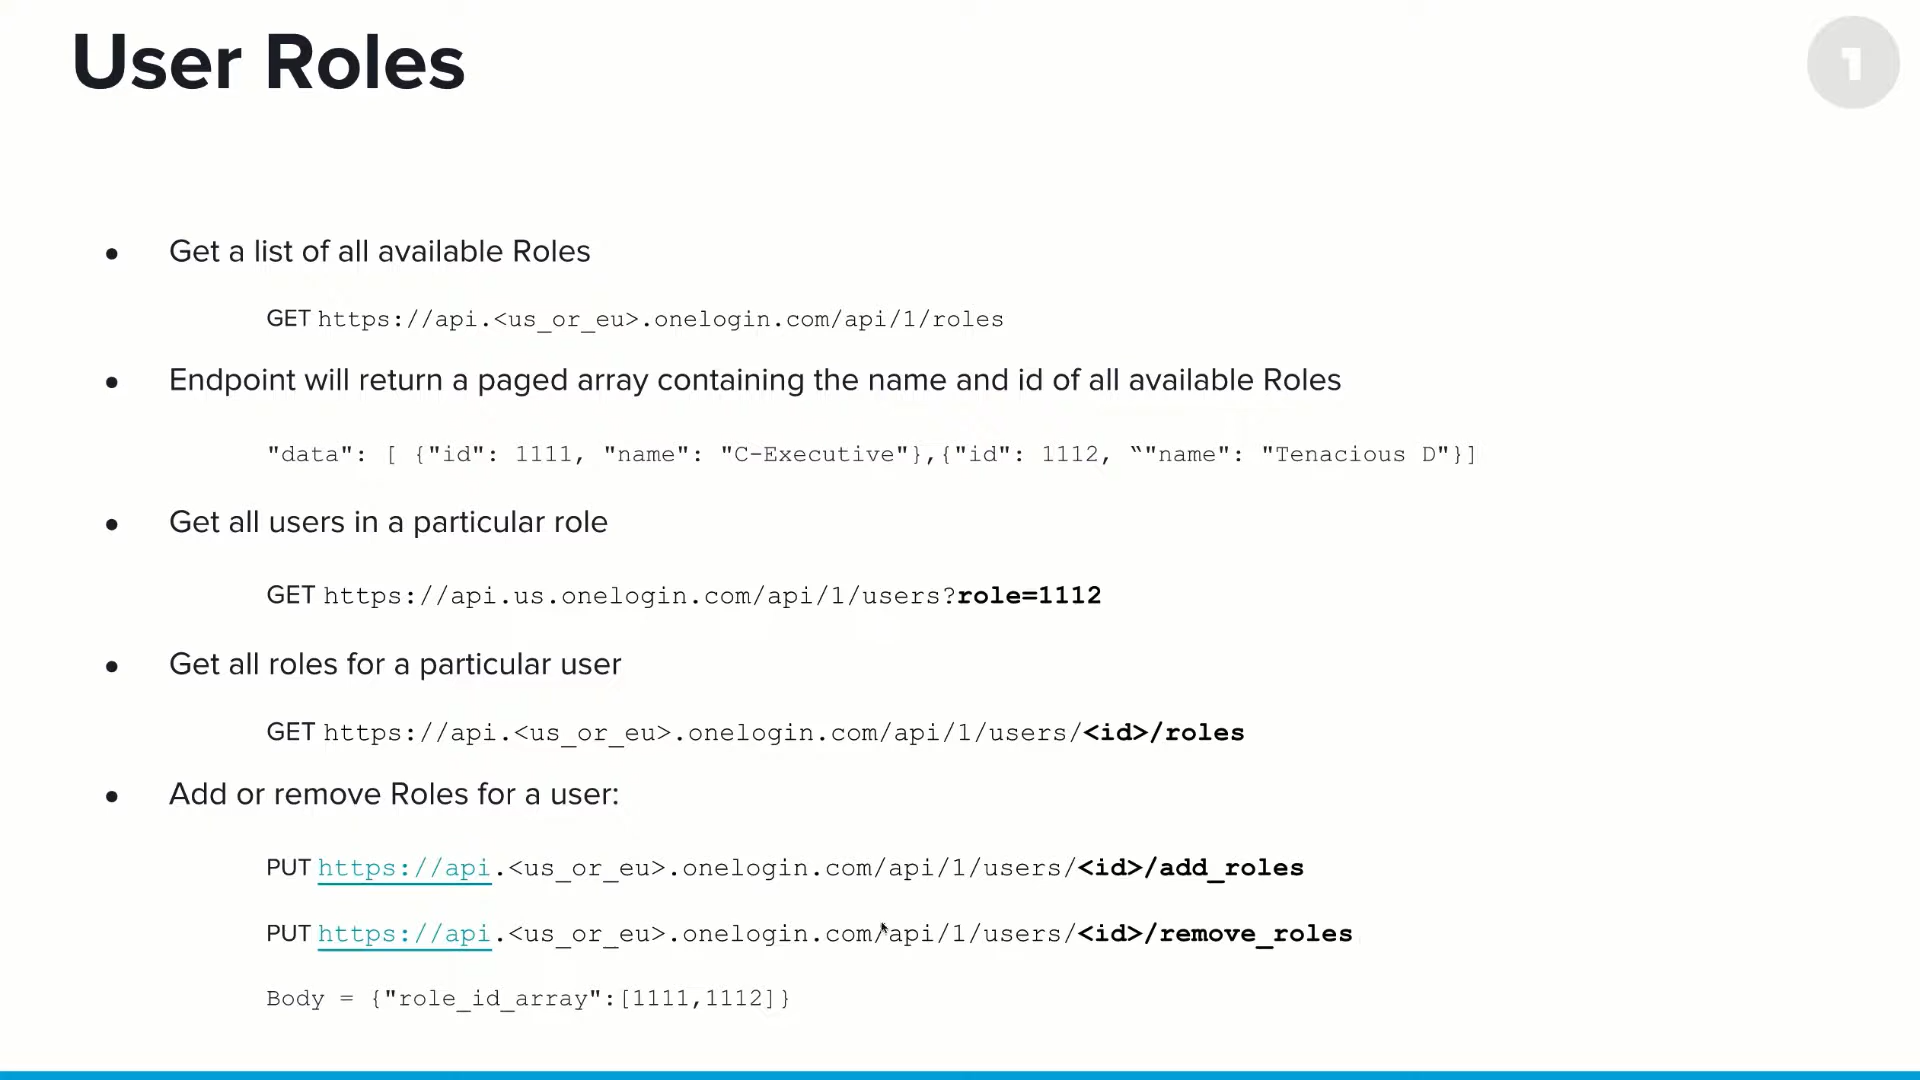 User Roles
1
● Get a list of all available Roles
GET https://api.<us_or_eu>.onelogin.com/api/1/roles
● Endpoint will return a paged array containing the name and id of all available Roles
"data": [ {"id": 1111, "name": "C-Executive"},{"id": 1112, “"name": "Tenacious D"}]
● Get all users in a particular role
GET https://api.us.onelogin.com/api/1/users?role=1112
● Get all roles for a particular user
GET https://api.<us_or_eu>.onelogin.com/api/1/users/<id>/roles
● Add or remove Roles for a user:
PUT https://api.<us_or_eu>.onelogin.com/api/1/users/<id>/add_roles
PUT https://api.<us_or_eu>.onelogin.com/api/1/users/<id>/remove_roles
Body = {"role_id_array":[1111,1112]}